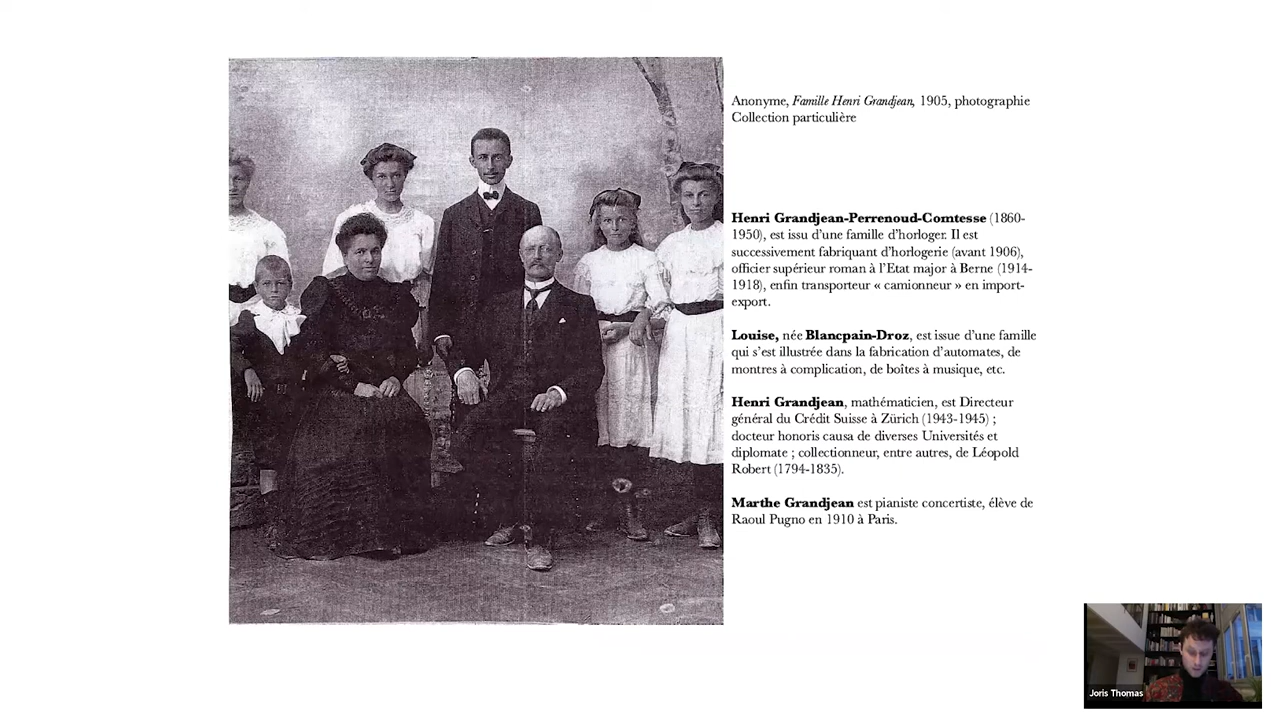 Anonyme, Famille Henri Grandjean, 1905, photographie
Collection particulière
Henri Grandjean-Perrenoud-Comtesse (1860-
1950), est issu d'une famille d'horloger. Il est
successivement fabriquant d'horlogerie (avant 1906),
officier supérieur roman à l'Etat major à Berne (1914-
1918), enfin transporteur « camionneur » en import-
export.
Louise, née Blancpain-Droz, est issue d'une famille
qui s'est illustrée dans la fabrication d'automates, de
montres à complication, de boîtes à musique, etc.
Henri Grandjean, mathématicien, est Directeur
général du Crédit Suisse à Zürich (1943-1945) ;
docteur honoris causa de diverses Universités et
diplomate ; collectionneur, entre autres, de Léopold
Robert (1794-1835).
Marthe Grandjean est pianiste concertiste, élève de
Raoul Pugno en 1910 à Paris.
Joris Thomas